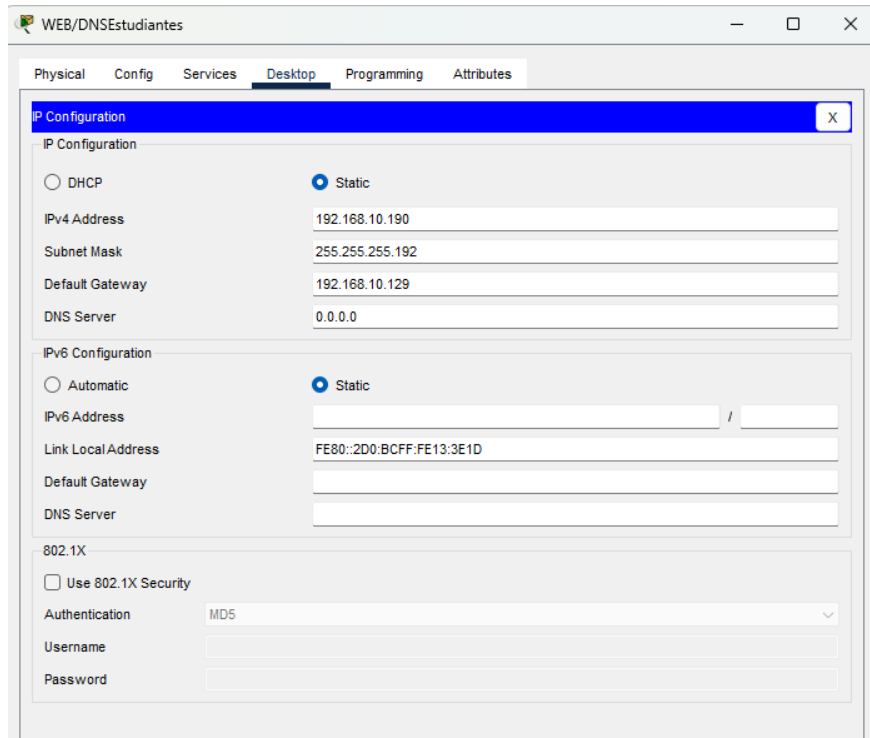 WEB/DNSEstudiantes
Physical Config Services Desktop Programming Attributes
IP Configuration X
IP Configuration
DHCP Static
IPv4 Address 192.168.10.190
Subnet Mask 255.255.255.192
Default Gateway 192.168.10.129
DNS Server 0.0.0.0
IPv6 Configuration
Automatic Static
IPv6 Address /
Link Local Address FE80::2D0:BCFF:FE13:3E1D
Default Gateway
DNS Server
802.1X
Use 802.1X Security
Authentication MD5
Username
Password